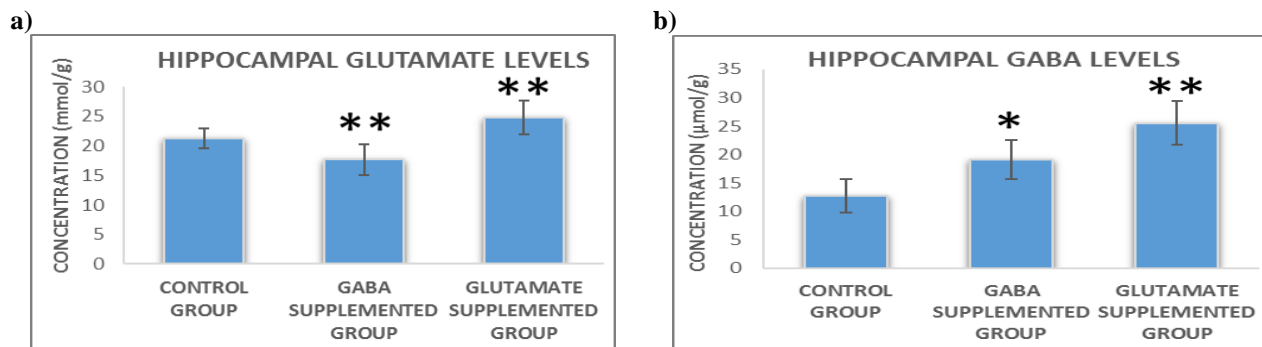 a)
HIPPOCAMPAL GLUTAMATE LEVELS
CONCENTRATION (mmol/g)
30
25
20
15
10
5
0
**
**
CONTROL
GROUP
GABA
SUPPLEMENTED
GROUP
GLUTAMATE
SUPPLEMENTED
GROUP
b)
HIPPOCAMPAL GABA LEVELS
CONCENTRATION (µmol/g)
35
30
25
20
15
10
5
0
*
**
CONTROL
GROUP
GABA
SUPPLEMENTED
GROUP
GLUTAMATE
SUPPLEMENTED
GROUP